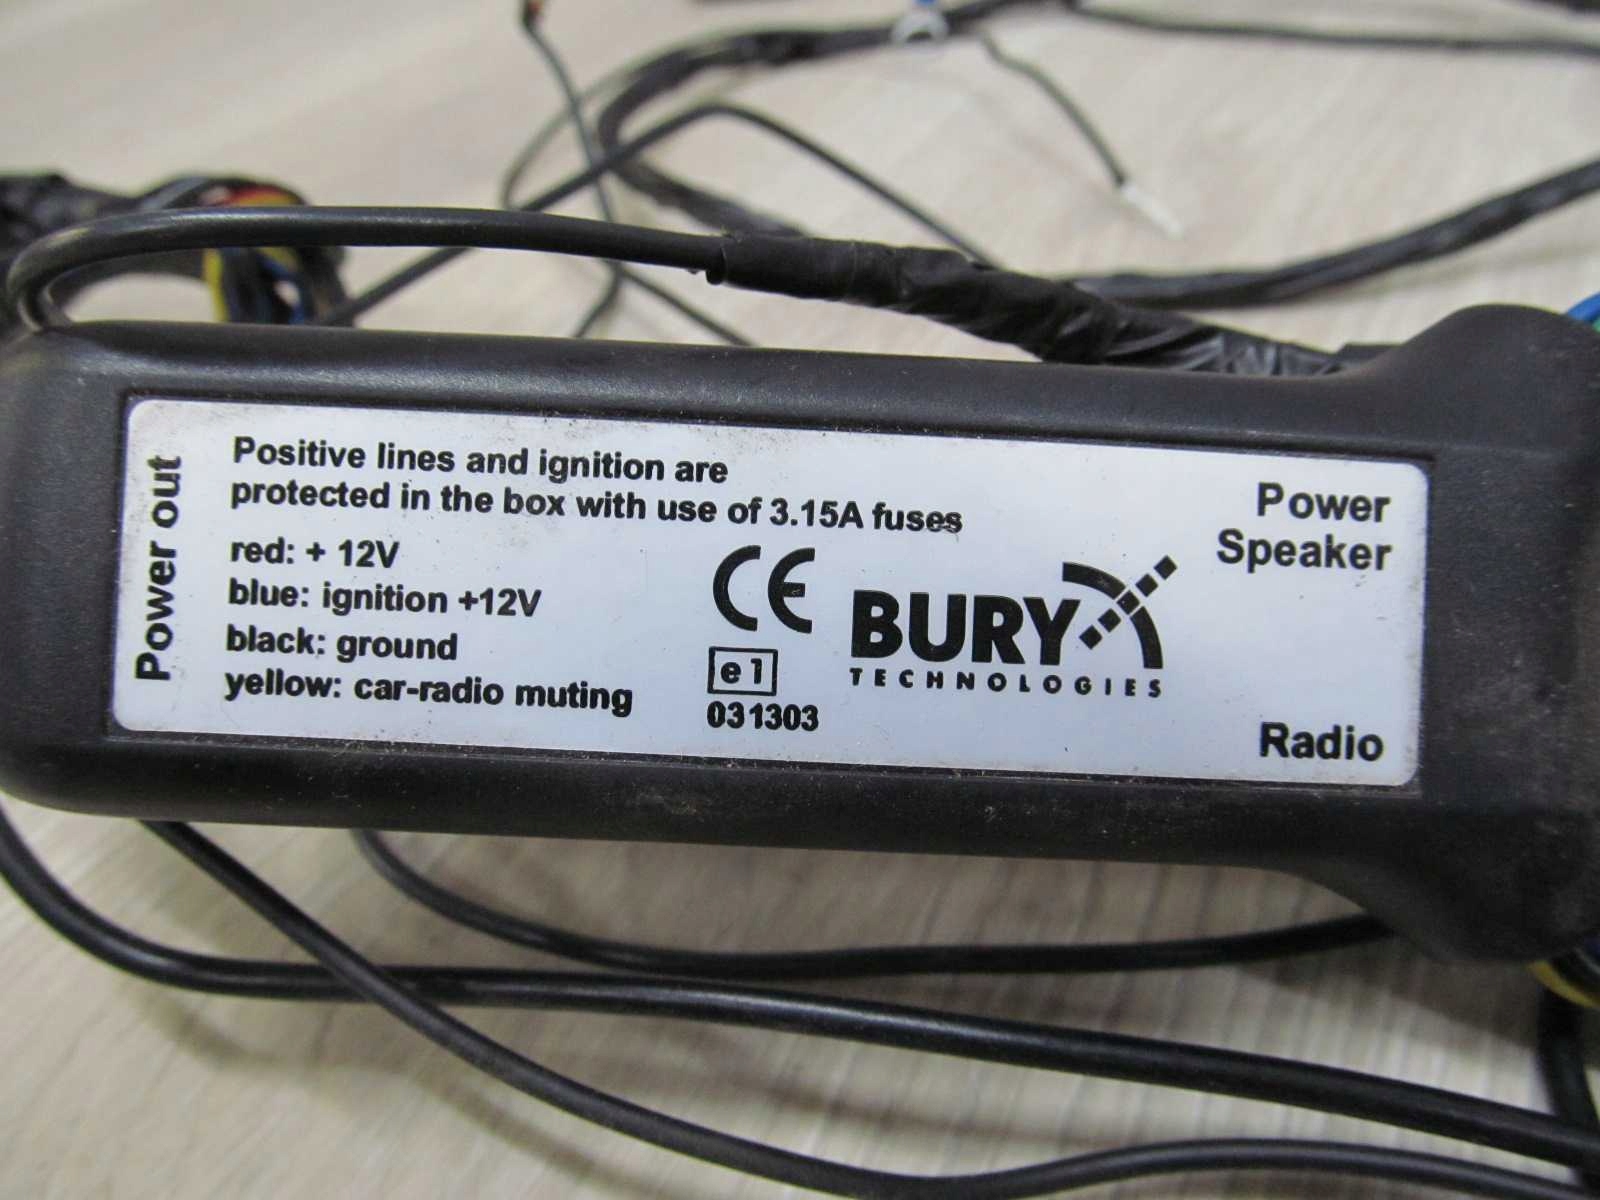 Power out
Positive lines and ignition are
protected in the box with use of 3.15A fuses
red: + 12V
blue: ignition +12V
black: ground
yellow: car-radio muting
CE
e1
031303
BURY
TECHNOLOGIES
Power
Speaker
Radio